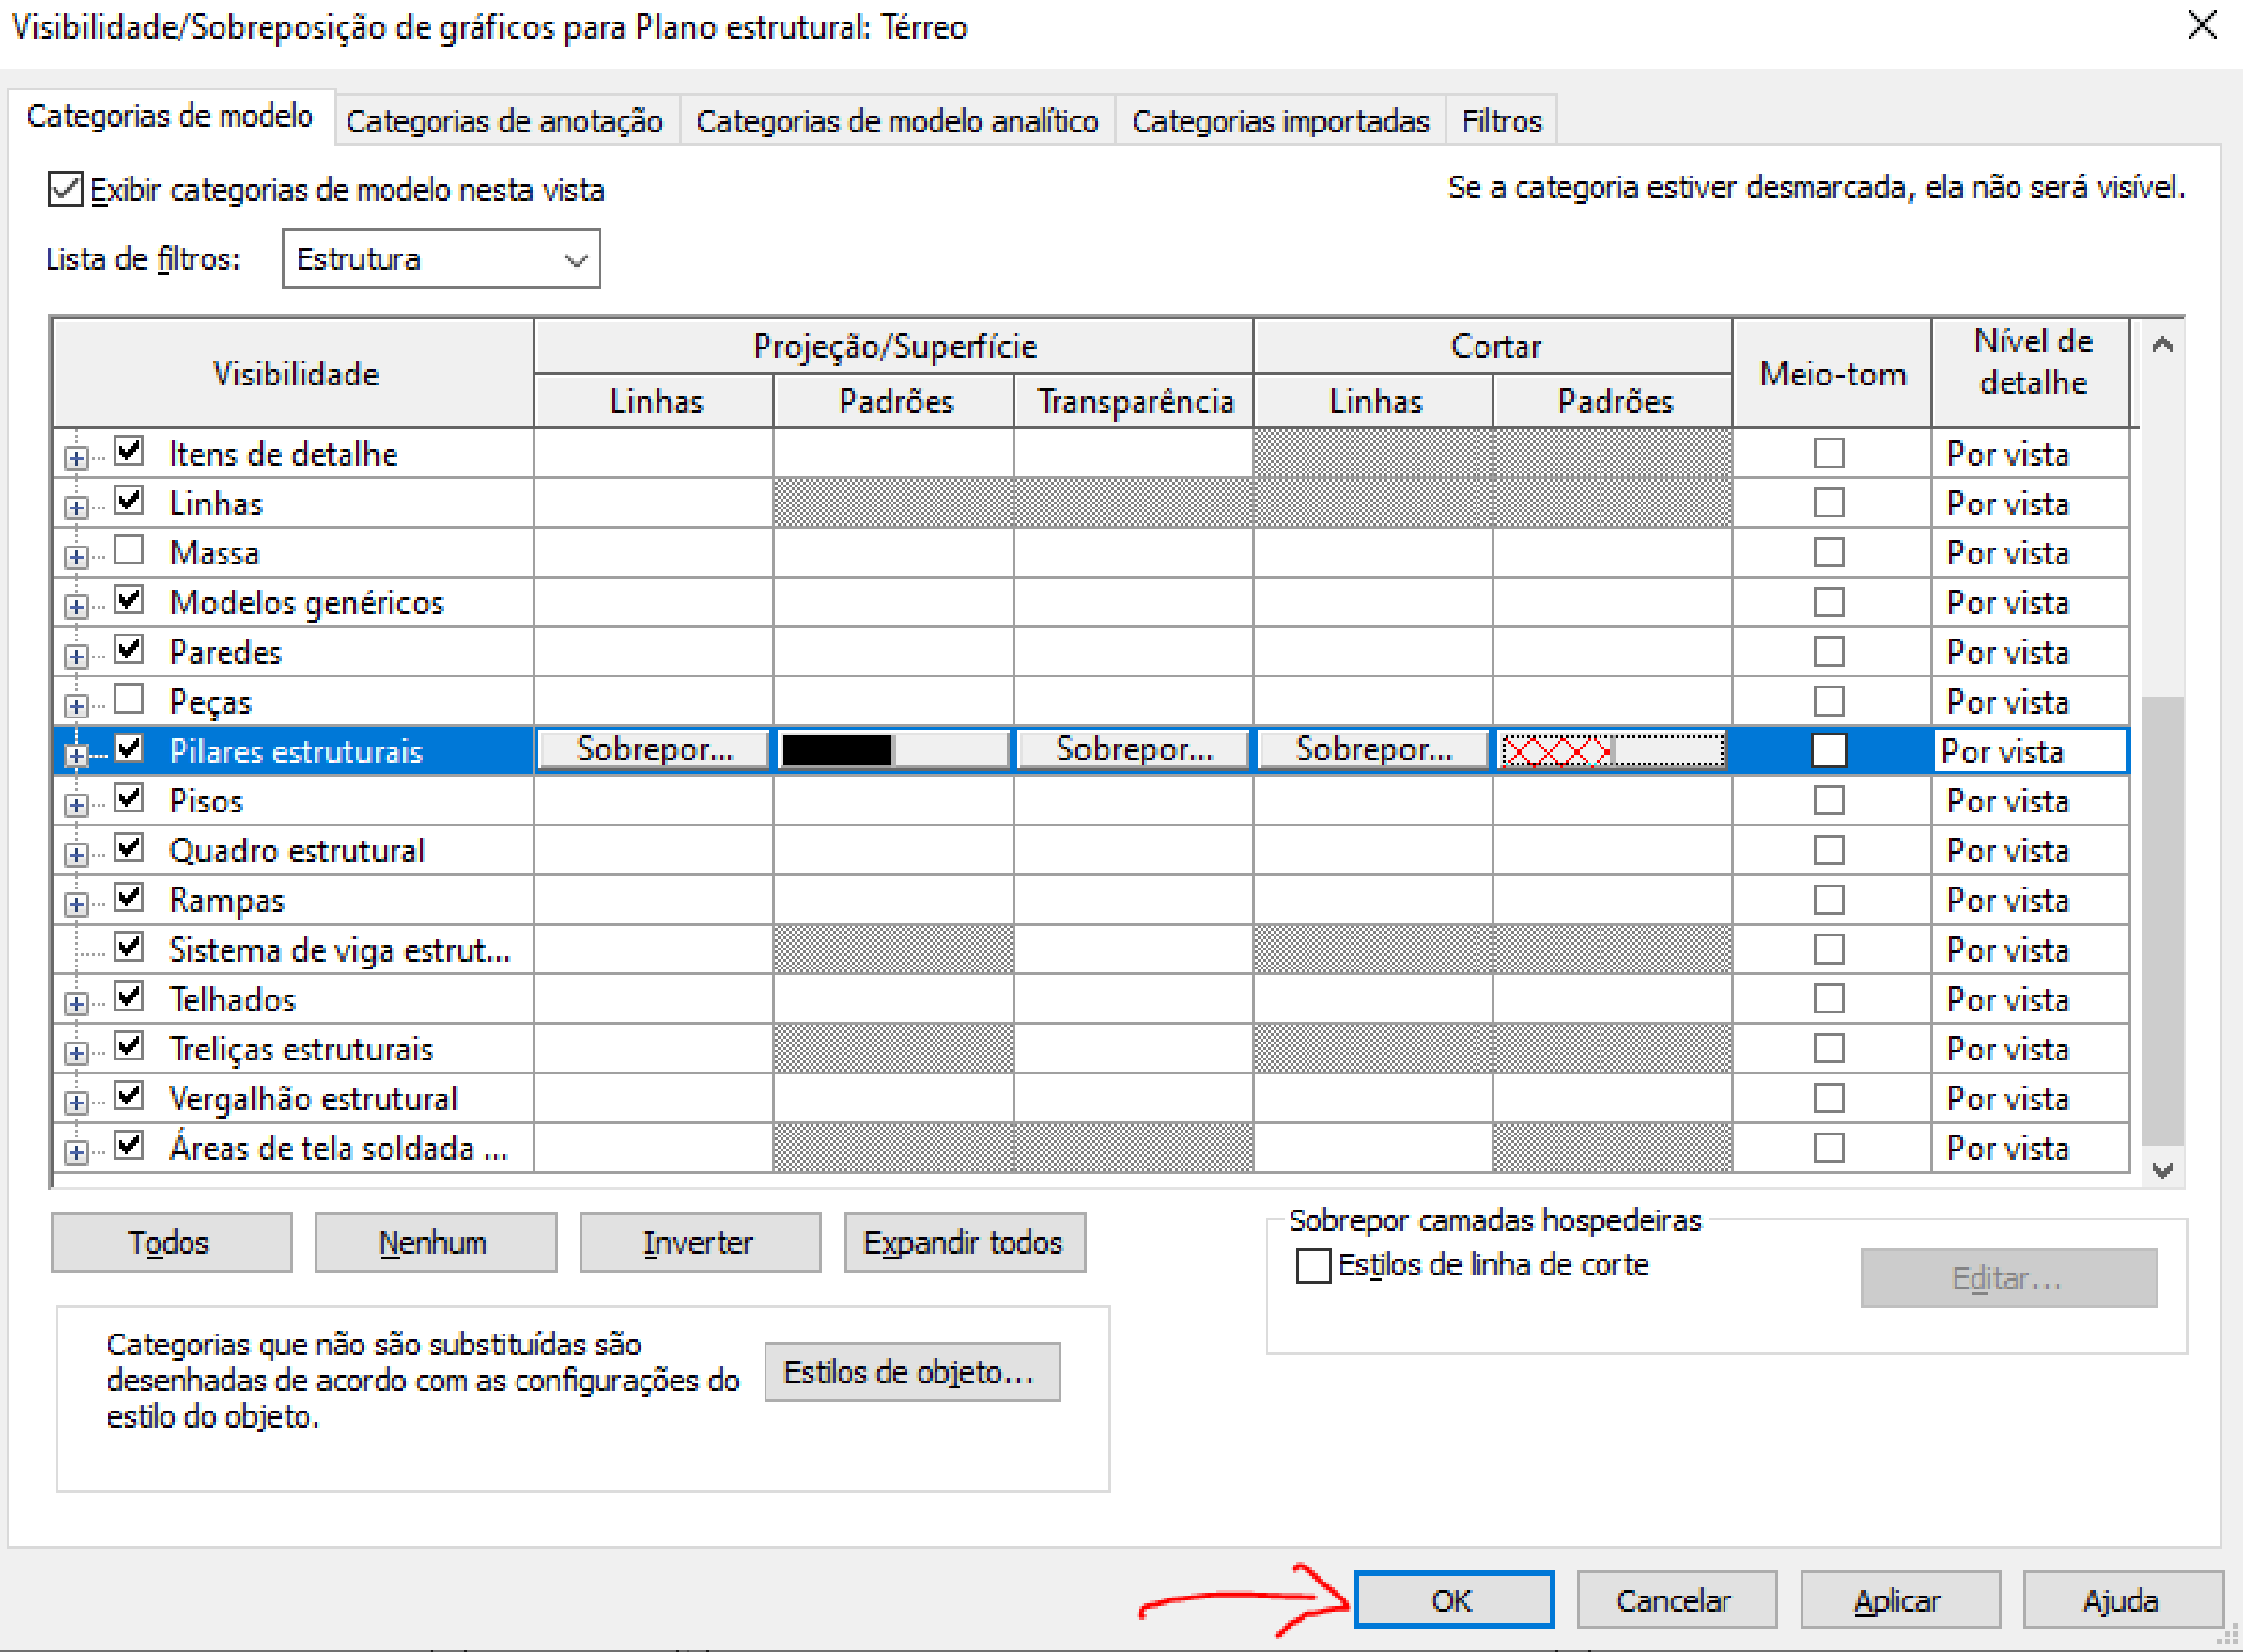 Visibilidade/Sobreposição de gráficos para Plano estrutural: Térreo
Categorias de modelo Categorias de anotação Categorias de modelo analítico Categorias importadas Filtros
Exibir categorias de modelo nesta vista Se a categoria estiver desmarcada, ela não será visível.
Lista de filtros: Estrutura
Visibilidade Projeção/Superfície Cortar Meio-tom Nível de detalhe
Linhas Padrões Transparência Linhas Padrões
Itens de detalhe Por vista
Linhas Por vista
Massa Por vista
Modelos genéricos Por vista
Paredes Por vista
Peças Por vista
Pilares estruturais Sobrepor... Sobrepor... Sobrepor... Por vista
Pisos Por vista
Quadro estrutural Por vista
Rampas Por vista
Sistema de viga estrut... Por vista
Telhados Por vista
Treliças estruturais Por vista
Vergalhão estrutural Por vista
Áreas de tela soldada ... Por vista
Todos Nenhum Inverter Expandir todos
Sobrepor camadas hospedeiras
Estilos de linha de corte Editar...
Categorias que não são substituídas são
desenhadas de acordo com as configurações do
estilo do objeto.
Estilos de objeto...
OK Cancelar Aplicar Ajuda